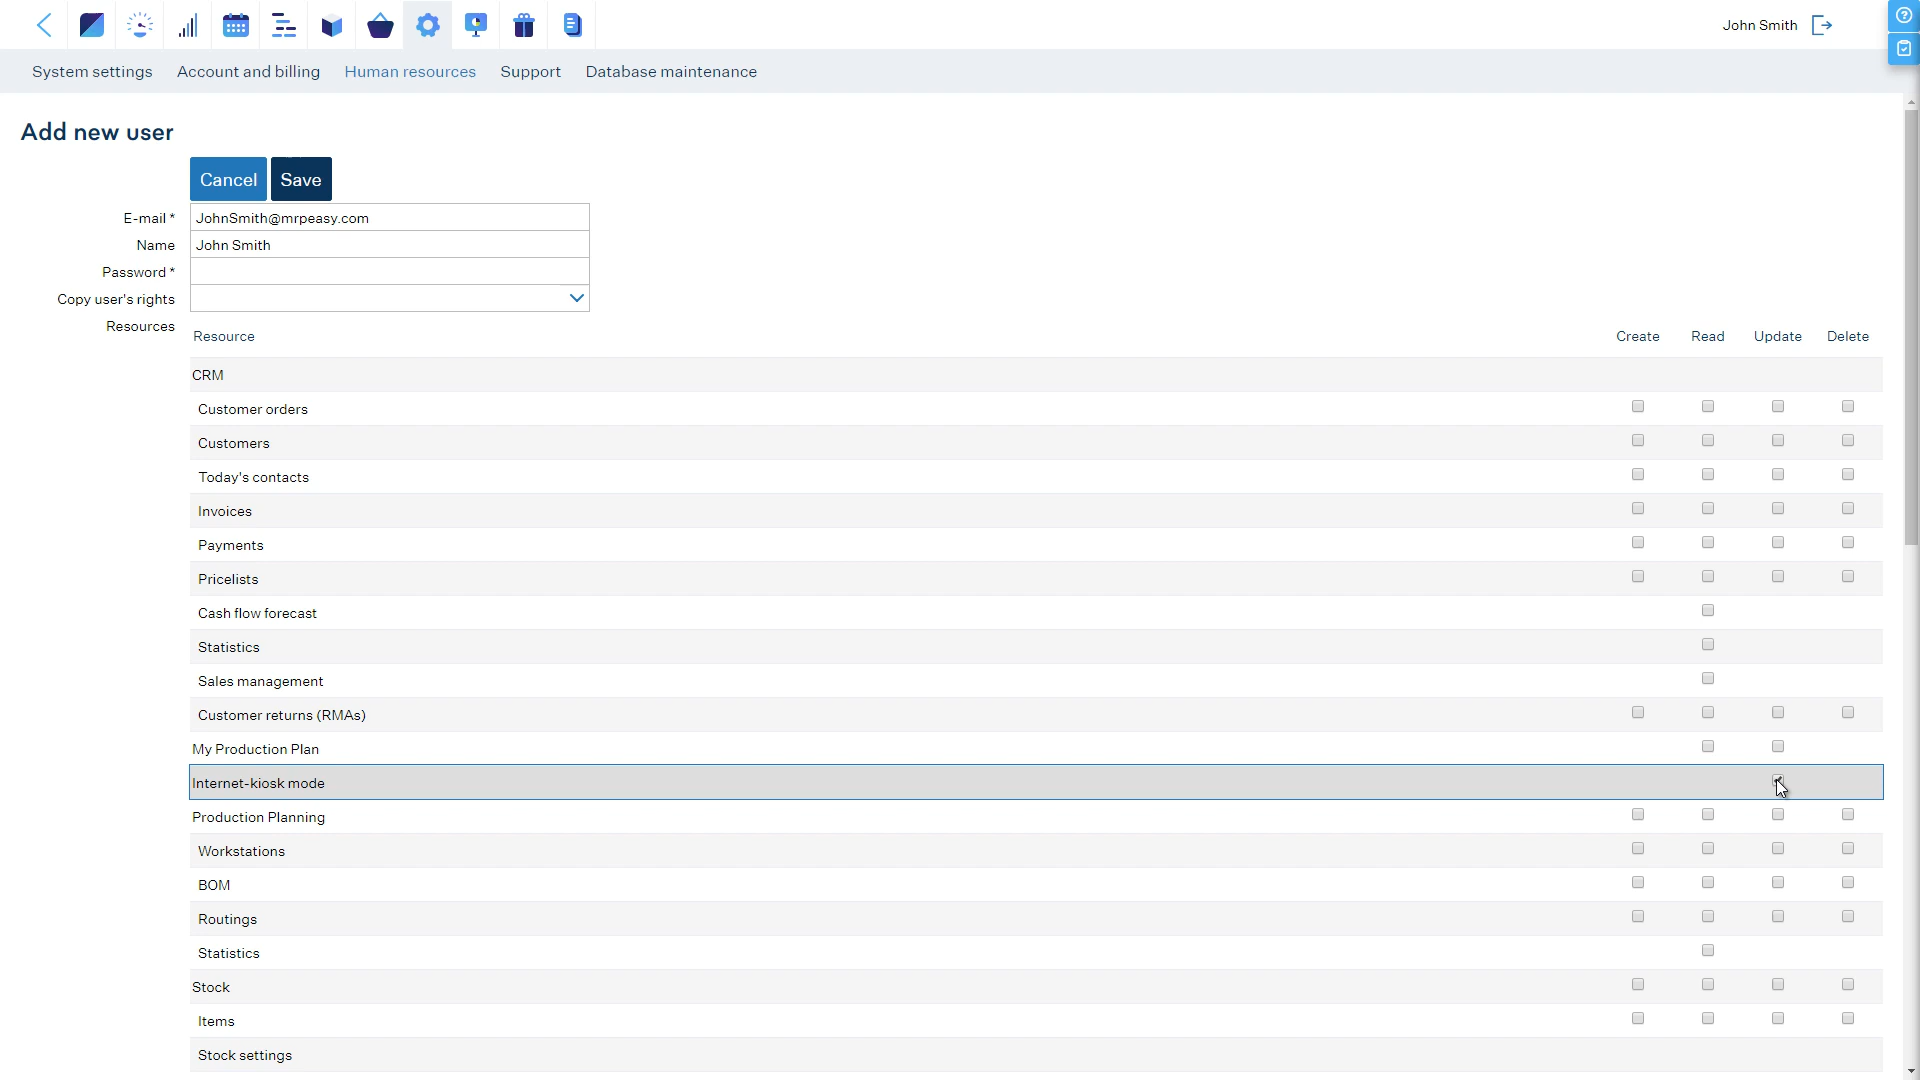 John Smith
System settings Account and billing Human resources Support Database maintenance
Add new user
Cancel Save
E-mail * JohnSmith@mrpeasy.com
Name John Smith
Password *
Copy user's rights
Resources
Resource Create Read Update Delete
CRM
Customer orders
Customers
Today's contacts
Invoices
Payments
Pricelists
Cash flow forecast
Statistics
Sales management
Customer returns (RMAs)
My Production Plan
Internet-kiosk mode
Production Planning
Workstations
BOM
Routings
Statistics
Stock
Items
Stock settings